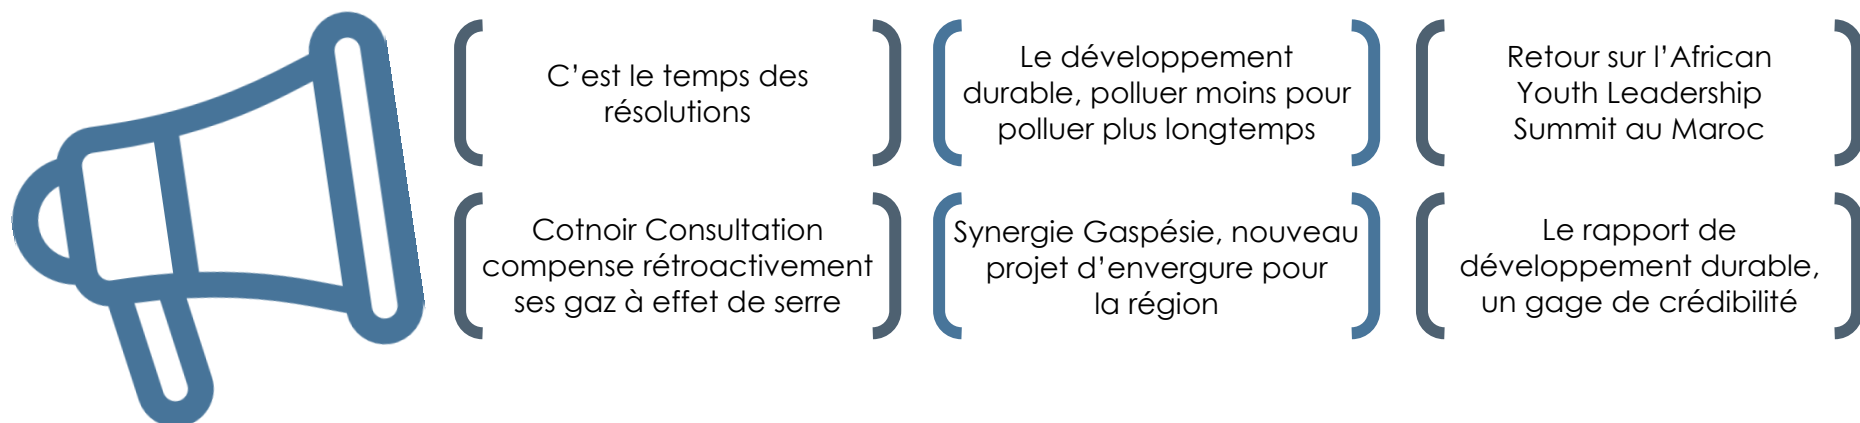 C’est le temps des
résolutions
Le développement
durable, polluer moins pour
polluer plus longtemps
Retour sur l’African
Youth Leadership
Summit au Maroc
Cotnoir Consultation
compense rétroactivement
ses gaz à effet de serre
Synergie Gaspésie, nouveau
projet d’envergure pour
la région
Le rapport de
développement durable,
un gage de crédibilité